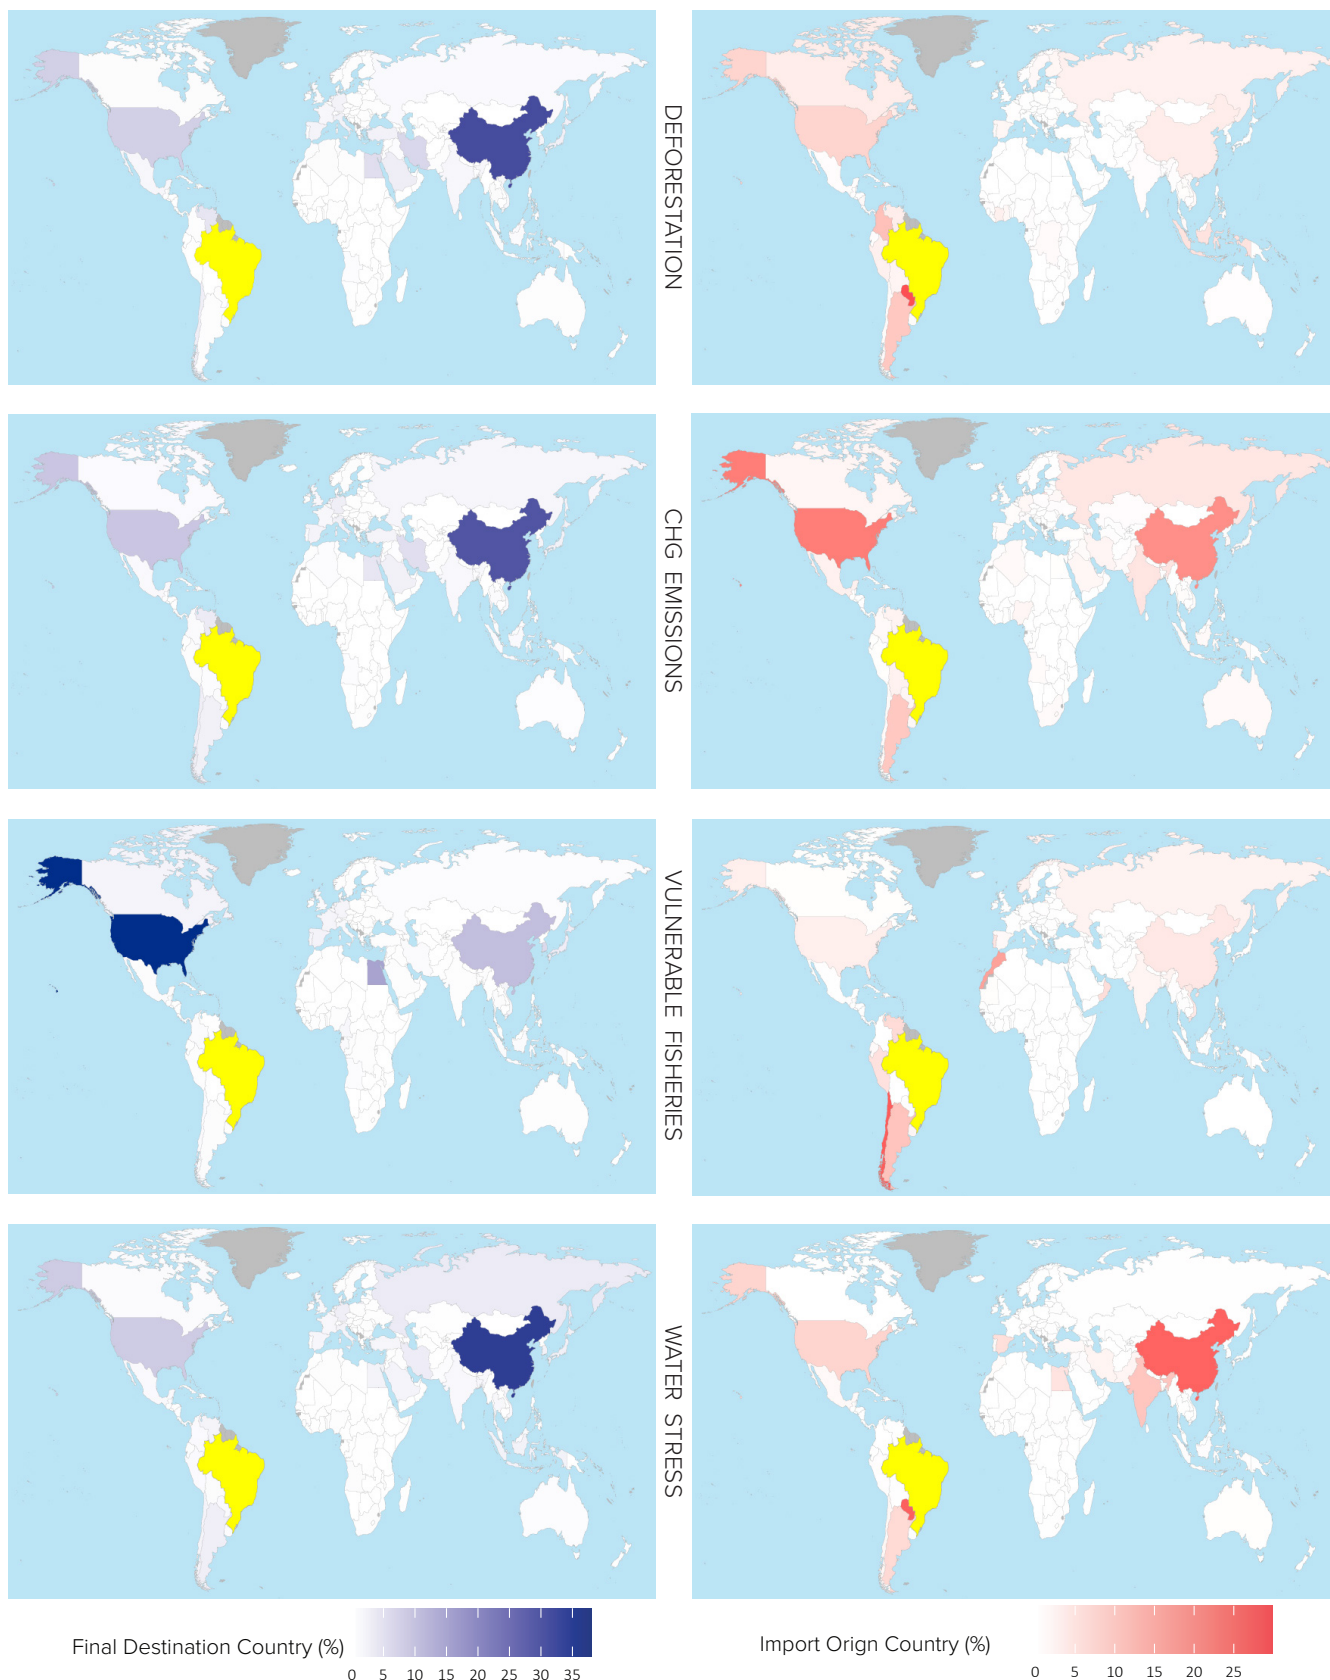 DEFORESTATION
CHG EMISSIONS
VULNERABLE FISHERIES
WATER STRESS
Final Destination Country (%)
0 5 10 15 20 25 30 35
Import Orign Country (%)
0 5 10 15 20 25